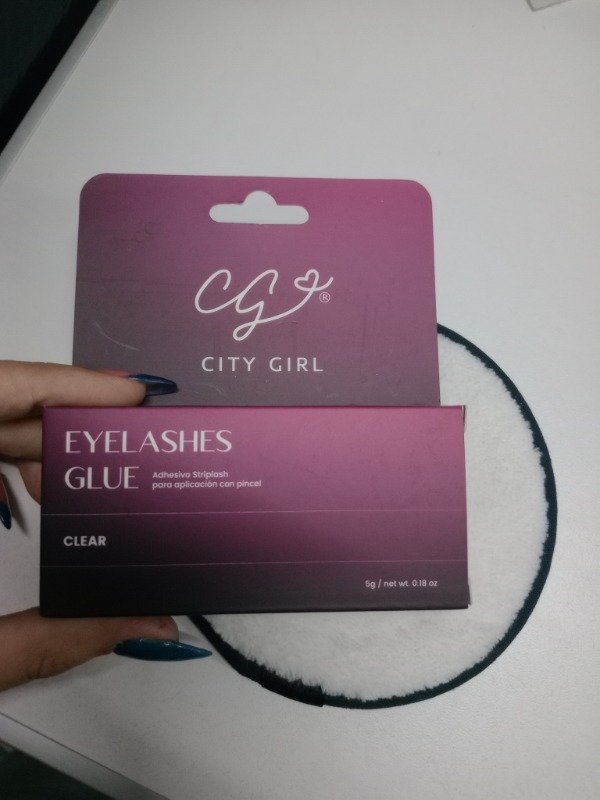 CG ®
CITY GIRL
EYELASHES
GLUE
Adhesivo Striplash
para aplicación con pincel
CLEAR
5g / net wt. 0.18 oz